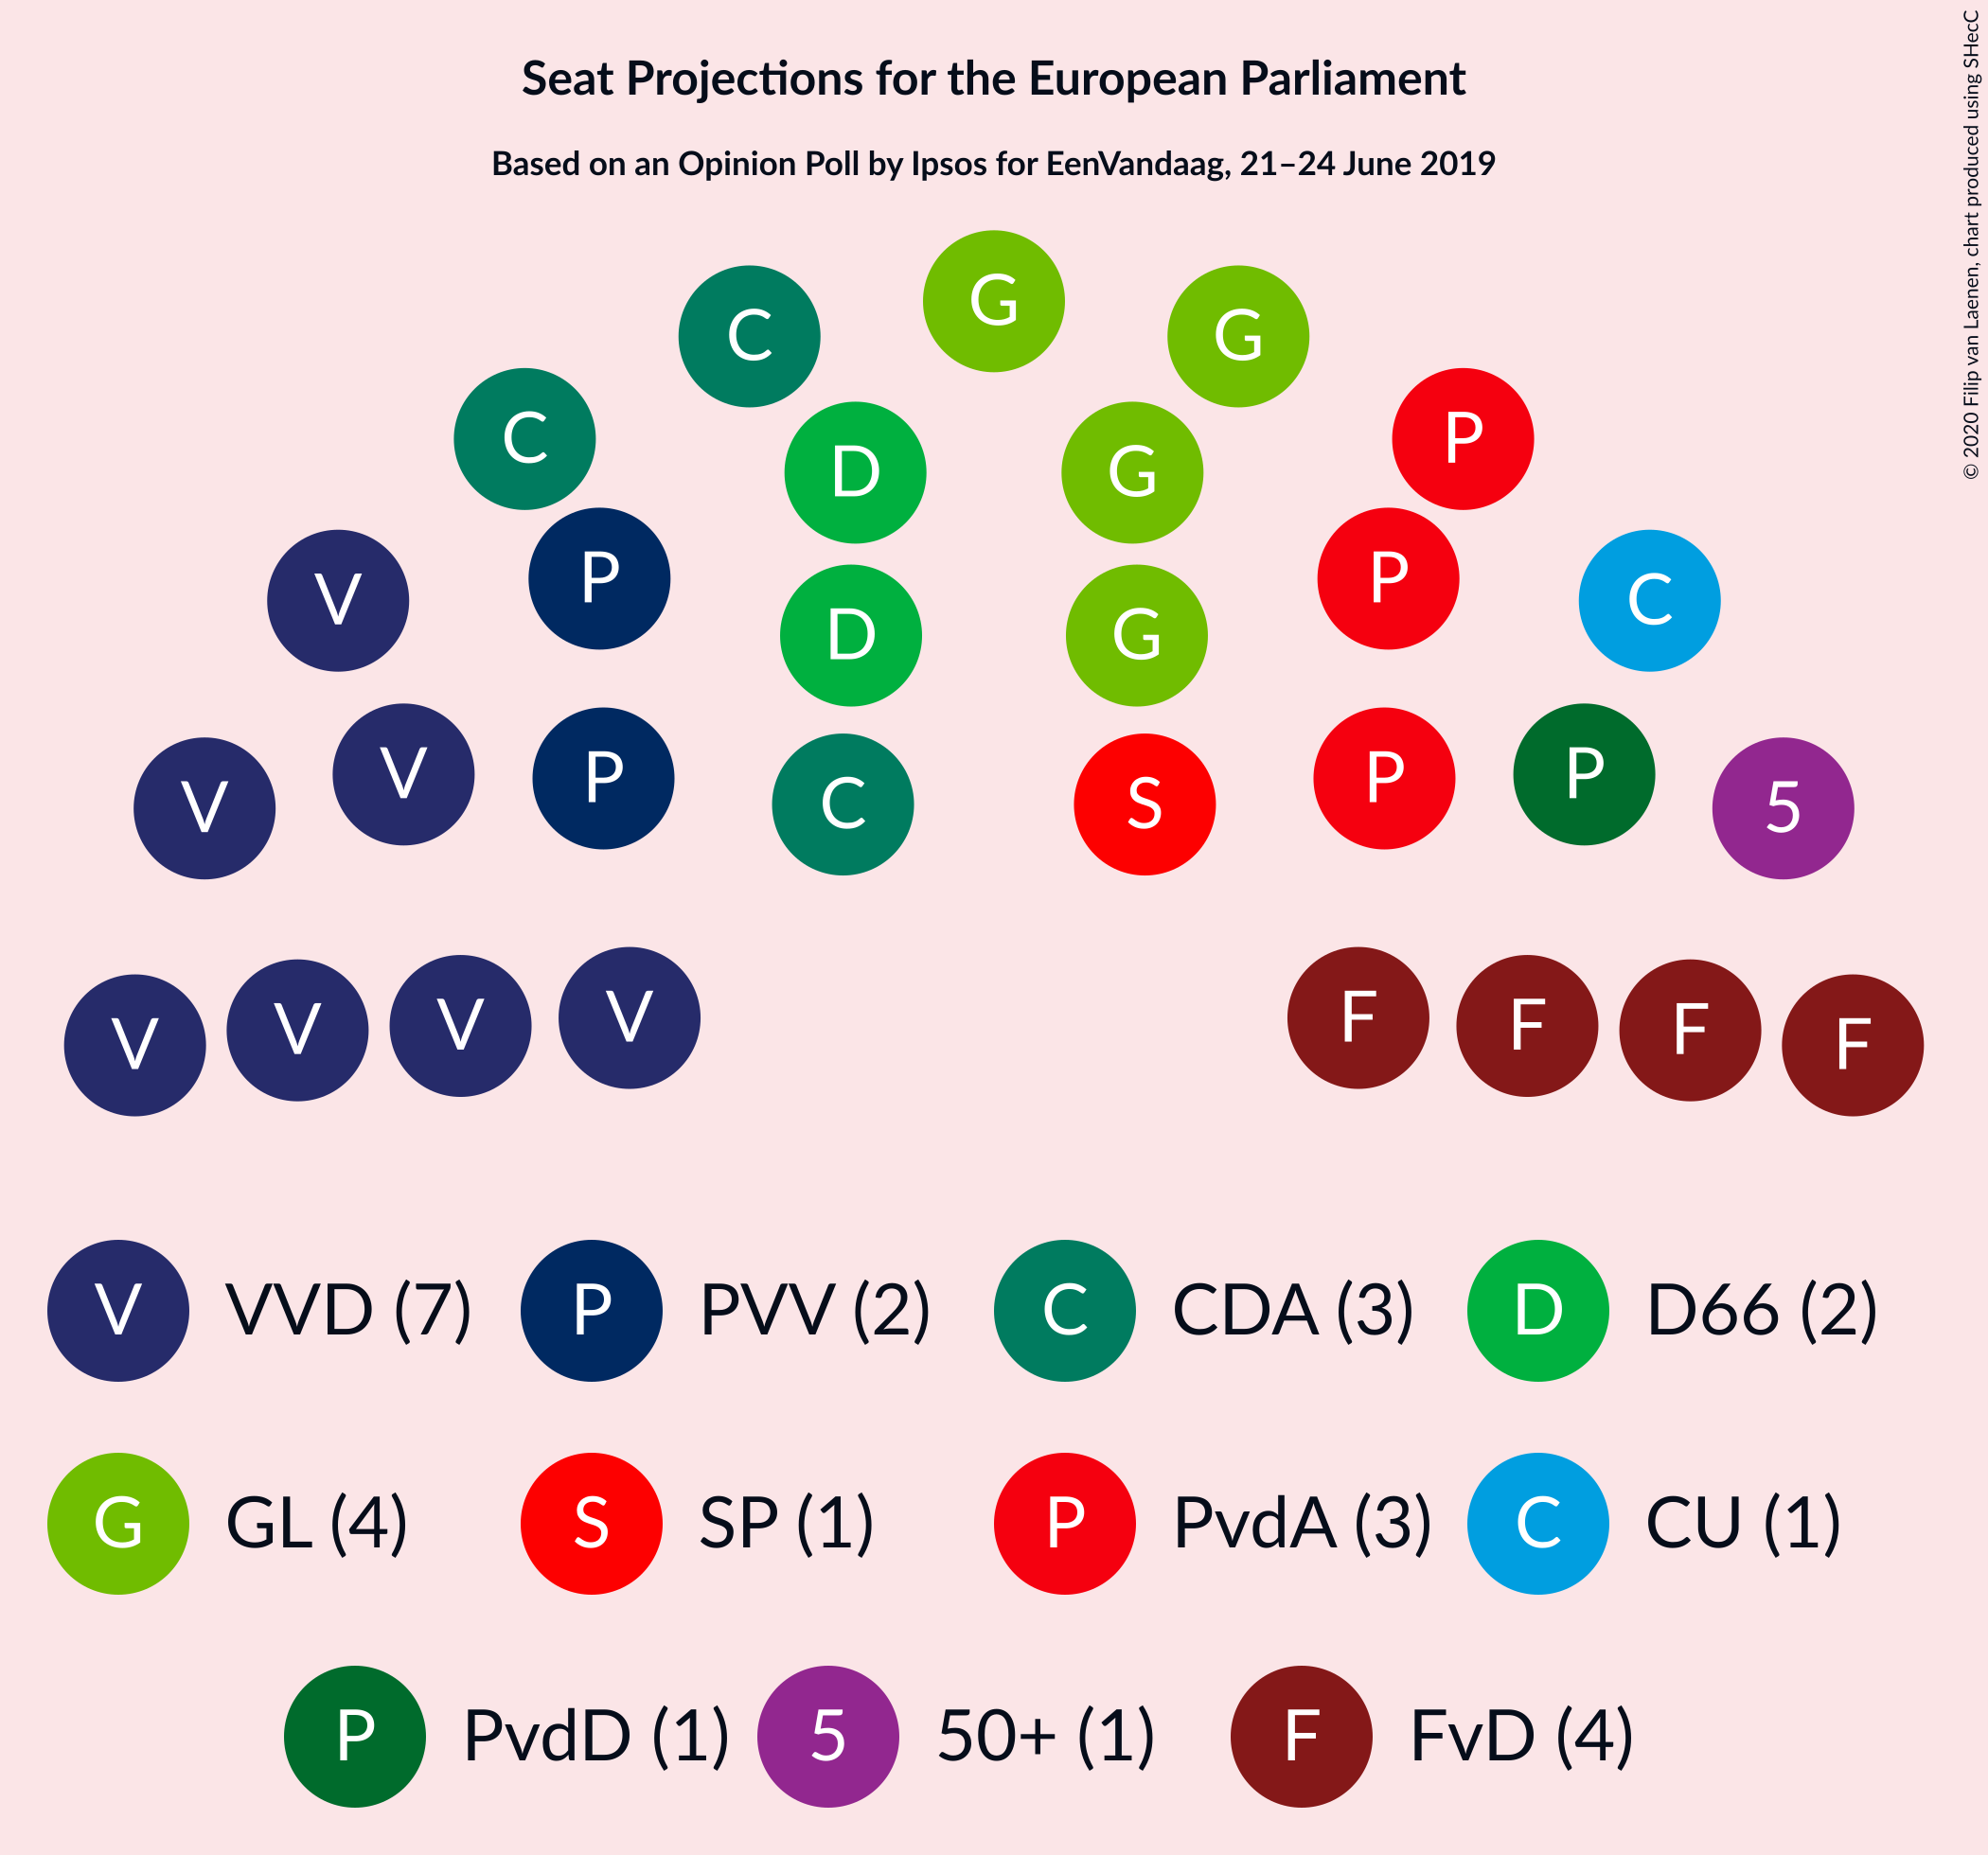 Seat Projections for the European Parliament
Based on an Opinion Poll by Ipsos for EenVandaag, 21–24 June 2019
© 2020 Filip van Laenen, chart produced using SHecC
G
C G
C P
D G
V P P C
D G
V V P C S P P 5
V V V V F F F F
V VVD (7) P PVV (2) C CDA (3) D D66 (2)
G GL (4) S SP (1) P PvdA (3) C CU (1)
P PvdD (1) 5 50+ (1) F FvD (4)